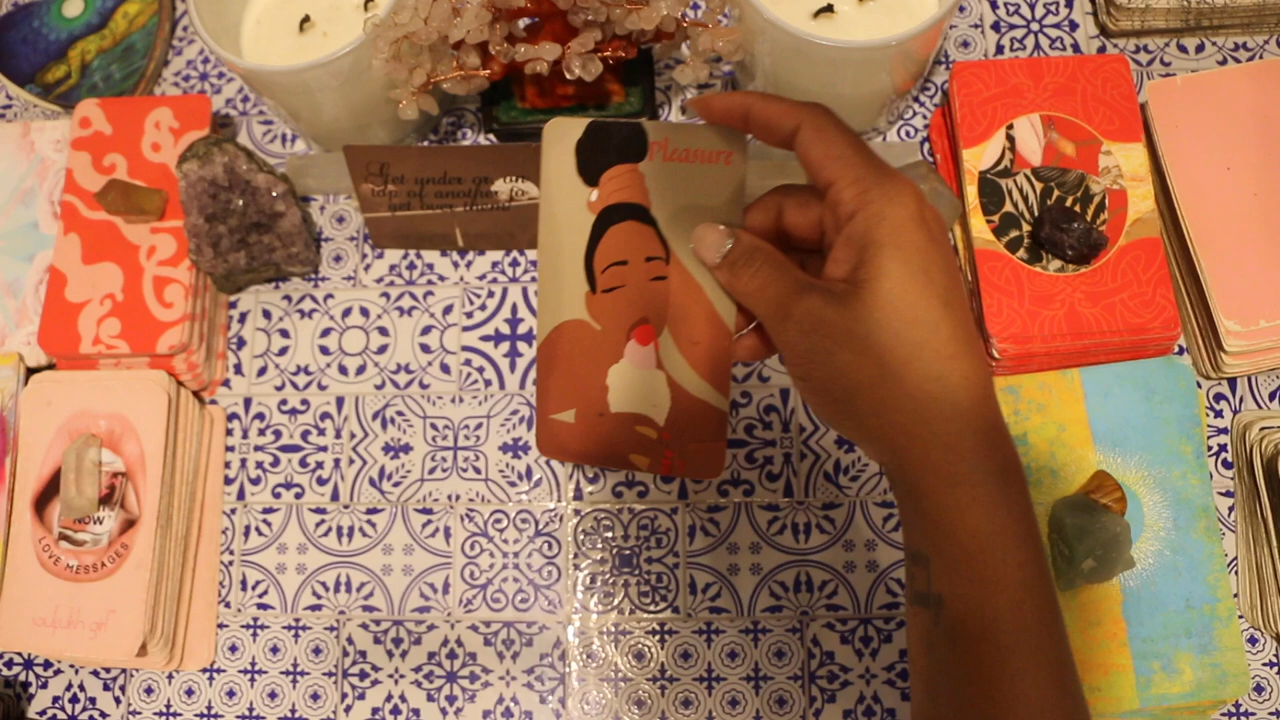 Pleasure
Get under or on
top of another to
get over them
NOW
LOVE MESSAGES